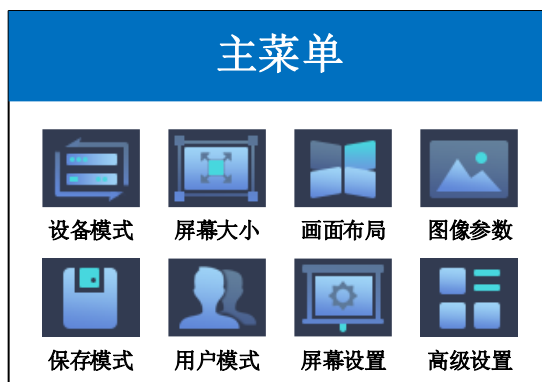 主菜单
设备模式 屏幕大小 画面布局 图像参数
保存模式 用户模式 屏幕设置 高级设置